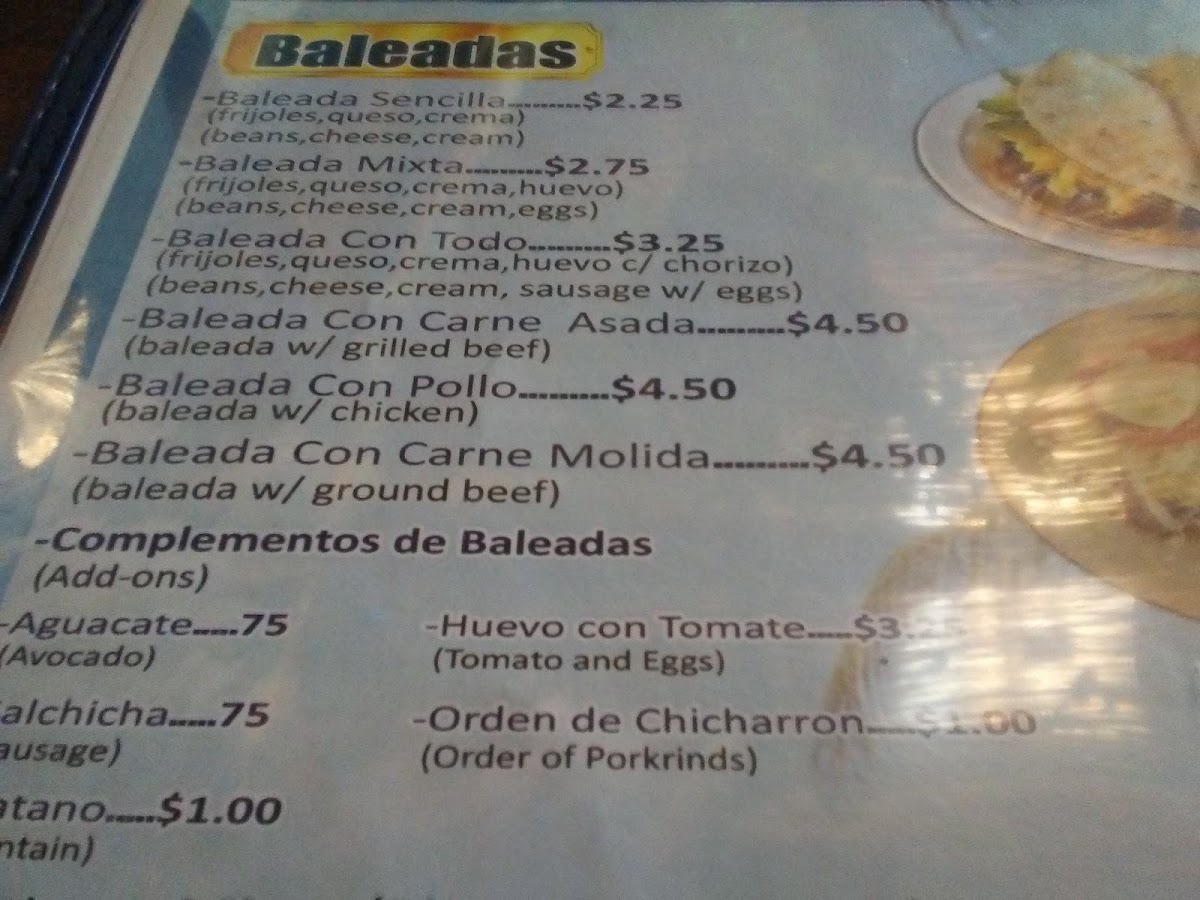 Baleadas
-Baleada Sencilla..........$2.25
(frijoles,queso,crema)
(beans,cheese,cream)
-Baleada Mixta..........$2.75
(frijoles,queso,crema,huevo)
(beans,cheese,cream,eggs)
-Baleada Con Todo..........$3.25
(frijoles,queso,crema,huevo c/ chorizo)
(beans,cheese,cream, sausage w/ eggs)
-Baleada Con Carne Asada..........$4.50
(baleada w/ grilled beef)
-Baleada Con Pollo..........$4.50
(baleada w/ chicken)
-Baleada Con Carne Molida..........$4.50
(baleada w/ ground beef)
-Complementos de Baleadas
(Add-ons)
-Aguacate.....75
(Avocado)
alchicha.....75
ausage)
atano.....$1.00
ntain)
-Huevo con Tomate.....$3.
(Tomato and Eggs)
-Orden de Chicharron.....$1.00
(Order of Porkrinds)